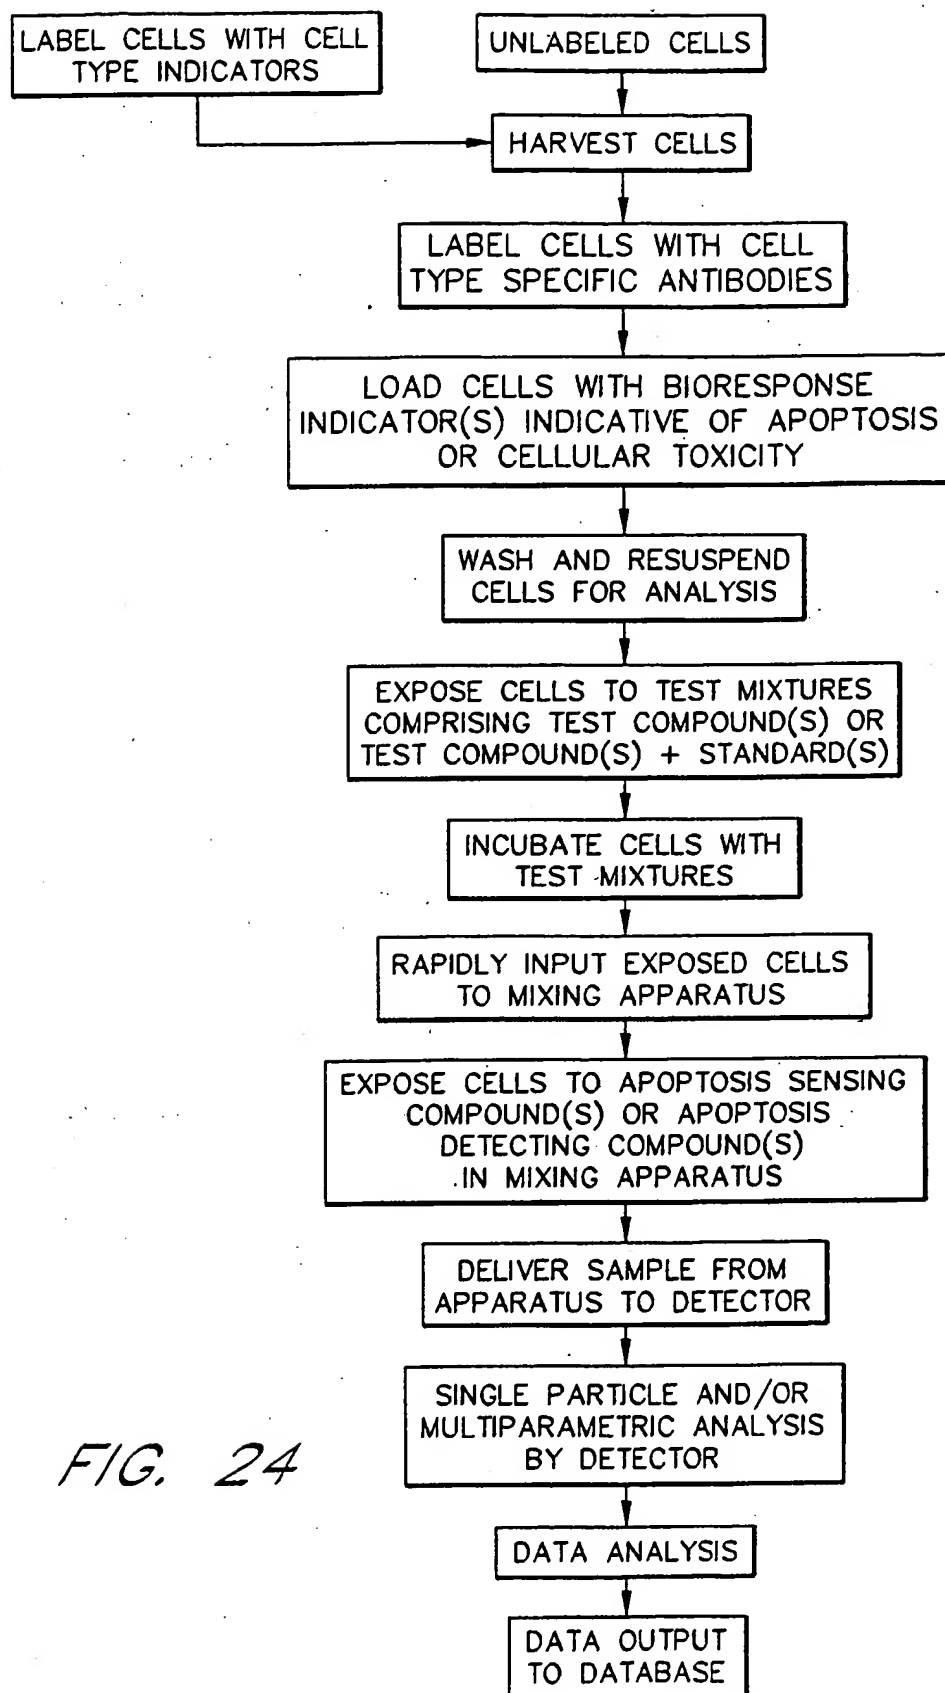 LABEL CELLS WITH CELL
TYPE INDICATORS
UNLABELED CELLS
HARVEST CELLS
LABEL CELLS WITH CELL
TYPE SPECIFIC ANTIBODIES
LOAD CELLS WITH BIORESPONSE
INDICATOR(S) INDICATIVE OF APOPTOSIS
OR CELLULAR TOXICITY
WASH AND RESUSPEND
CELLS FOR ANALYSIS
EXPOSE CELLS TO TEST MIXTURES
COMPRISING TEST COMPOUND(S) OR
TEST COMPOUND(S) + STANDARD(S)
INCUBATE CELLS WITH
TEST MIXTURES
RAPIDLY INPUT EXPOSED CELLS
TO MIXING APPARATUS
EXPOSE CELLS TO APOPTOSIS SENSING
COMPOUND(S) OR APOPTOSIS
DETECTING COMPOUND(S)
IN MIXING APPARATUS
DELIVER SAMPLE FROM
APPARATUS TO DETECTOR
SINGLE PARTICLE AND/OR
MULTIPARAMETRIC ANALYSIS
BY DETECTOR
FIG. 24
DATA ANALYSIS
DATA OUTPUT
TO DATABASE